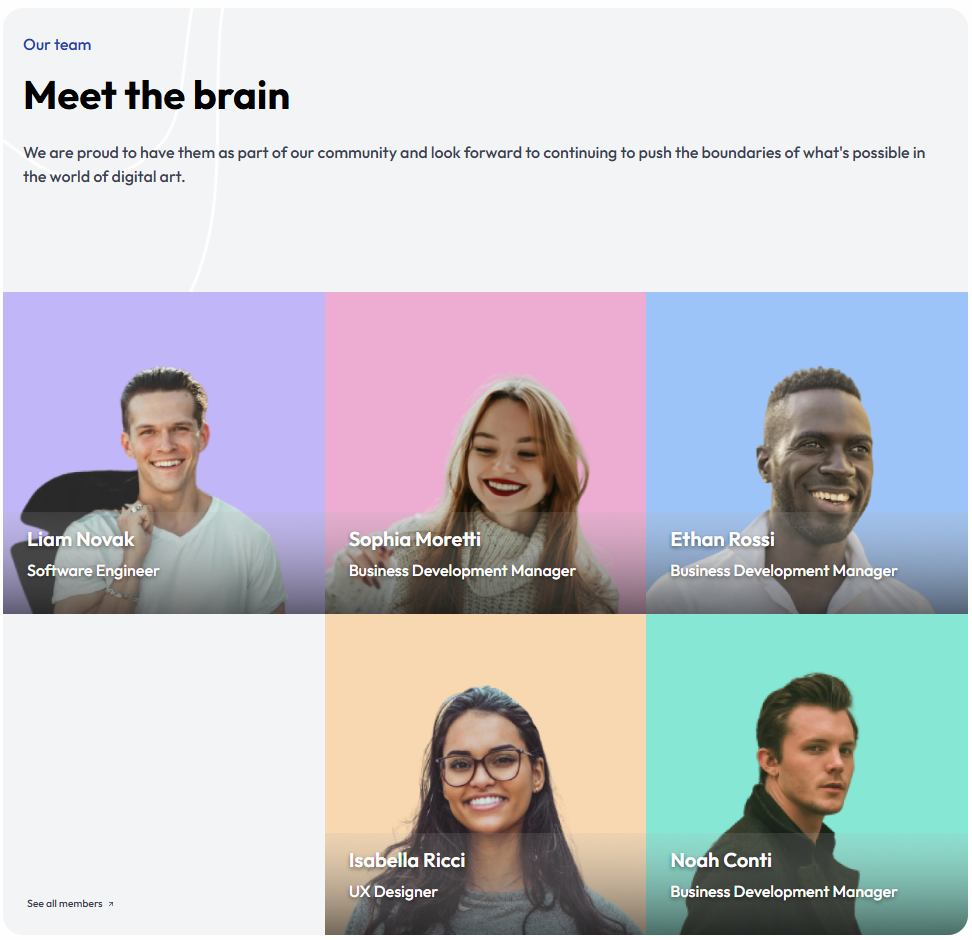 Our team
Meet the brain
We are proud to have them as part of our community and look forward to continuing to push the boundaries of what's possible in
the world of digital art.
Liam Novak
Software Engineer
Sophia Moretti
Business Development Manager
Ethan Rossi
Business Development Manager
See all members
Isabella Ricci
UX Designer
Noah Conti
Business Development Manager